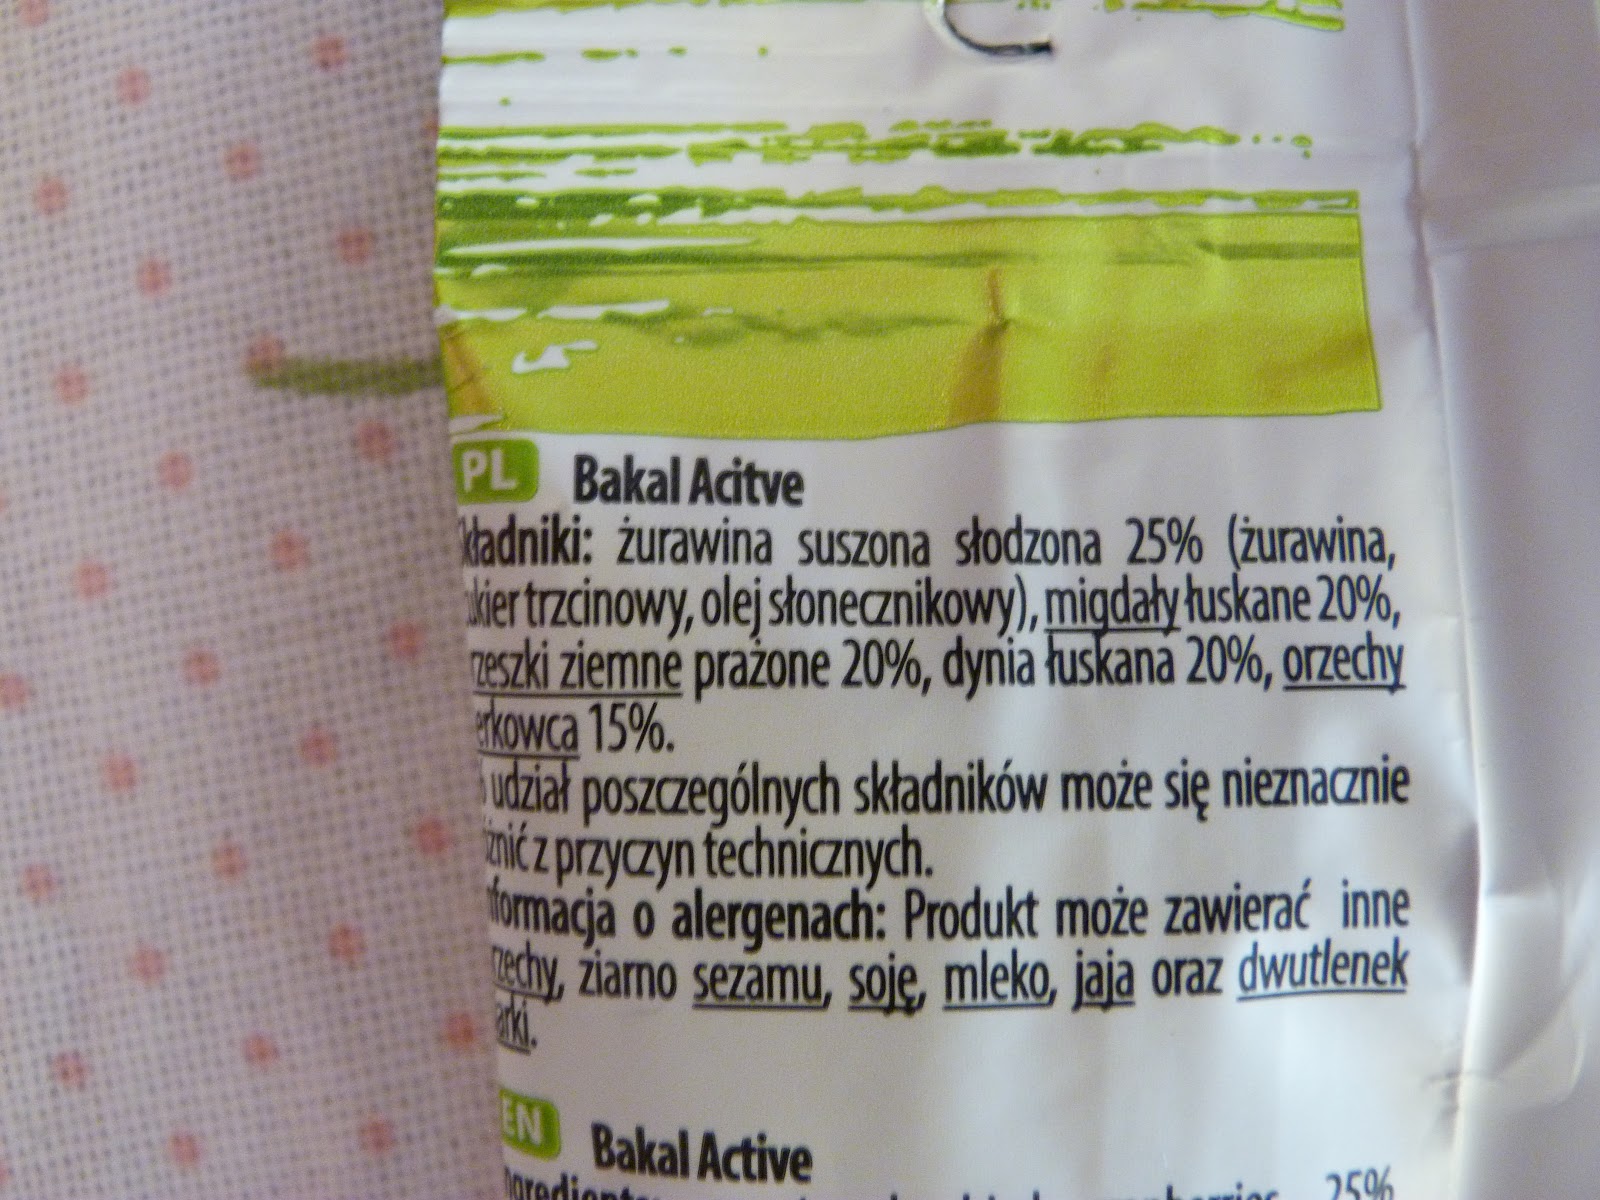 PL Bakal Acitve
kładniki: żurawina suszona słodzona 25% (żurawina,
ukier trzcinowy, olej słonecznikowy), migdały łuskane 20%,
rzeszki ziemne prażone 20%, dynia łuskana 20%, orzechy
erkowca 15%.
udział poszczególnych składników może się nieznacznie
żnić z przyczyn technicznych.
nformacja o alergenach: Produkt może zawierać inne
rzechy, ziarno sezamu, soję, mleko, jaja oraz dwutlenek
arki.
EN Bakal Active
25%